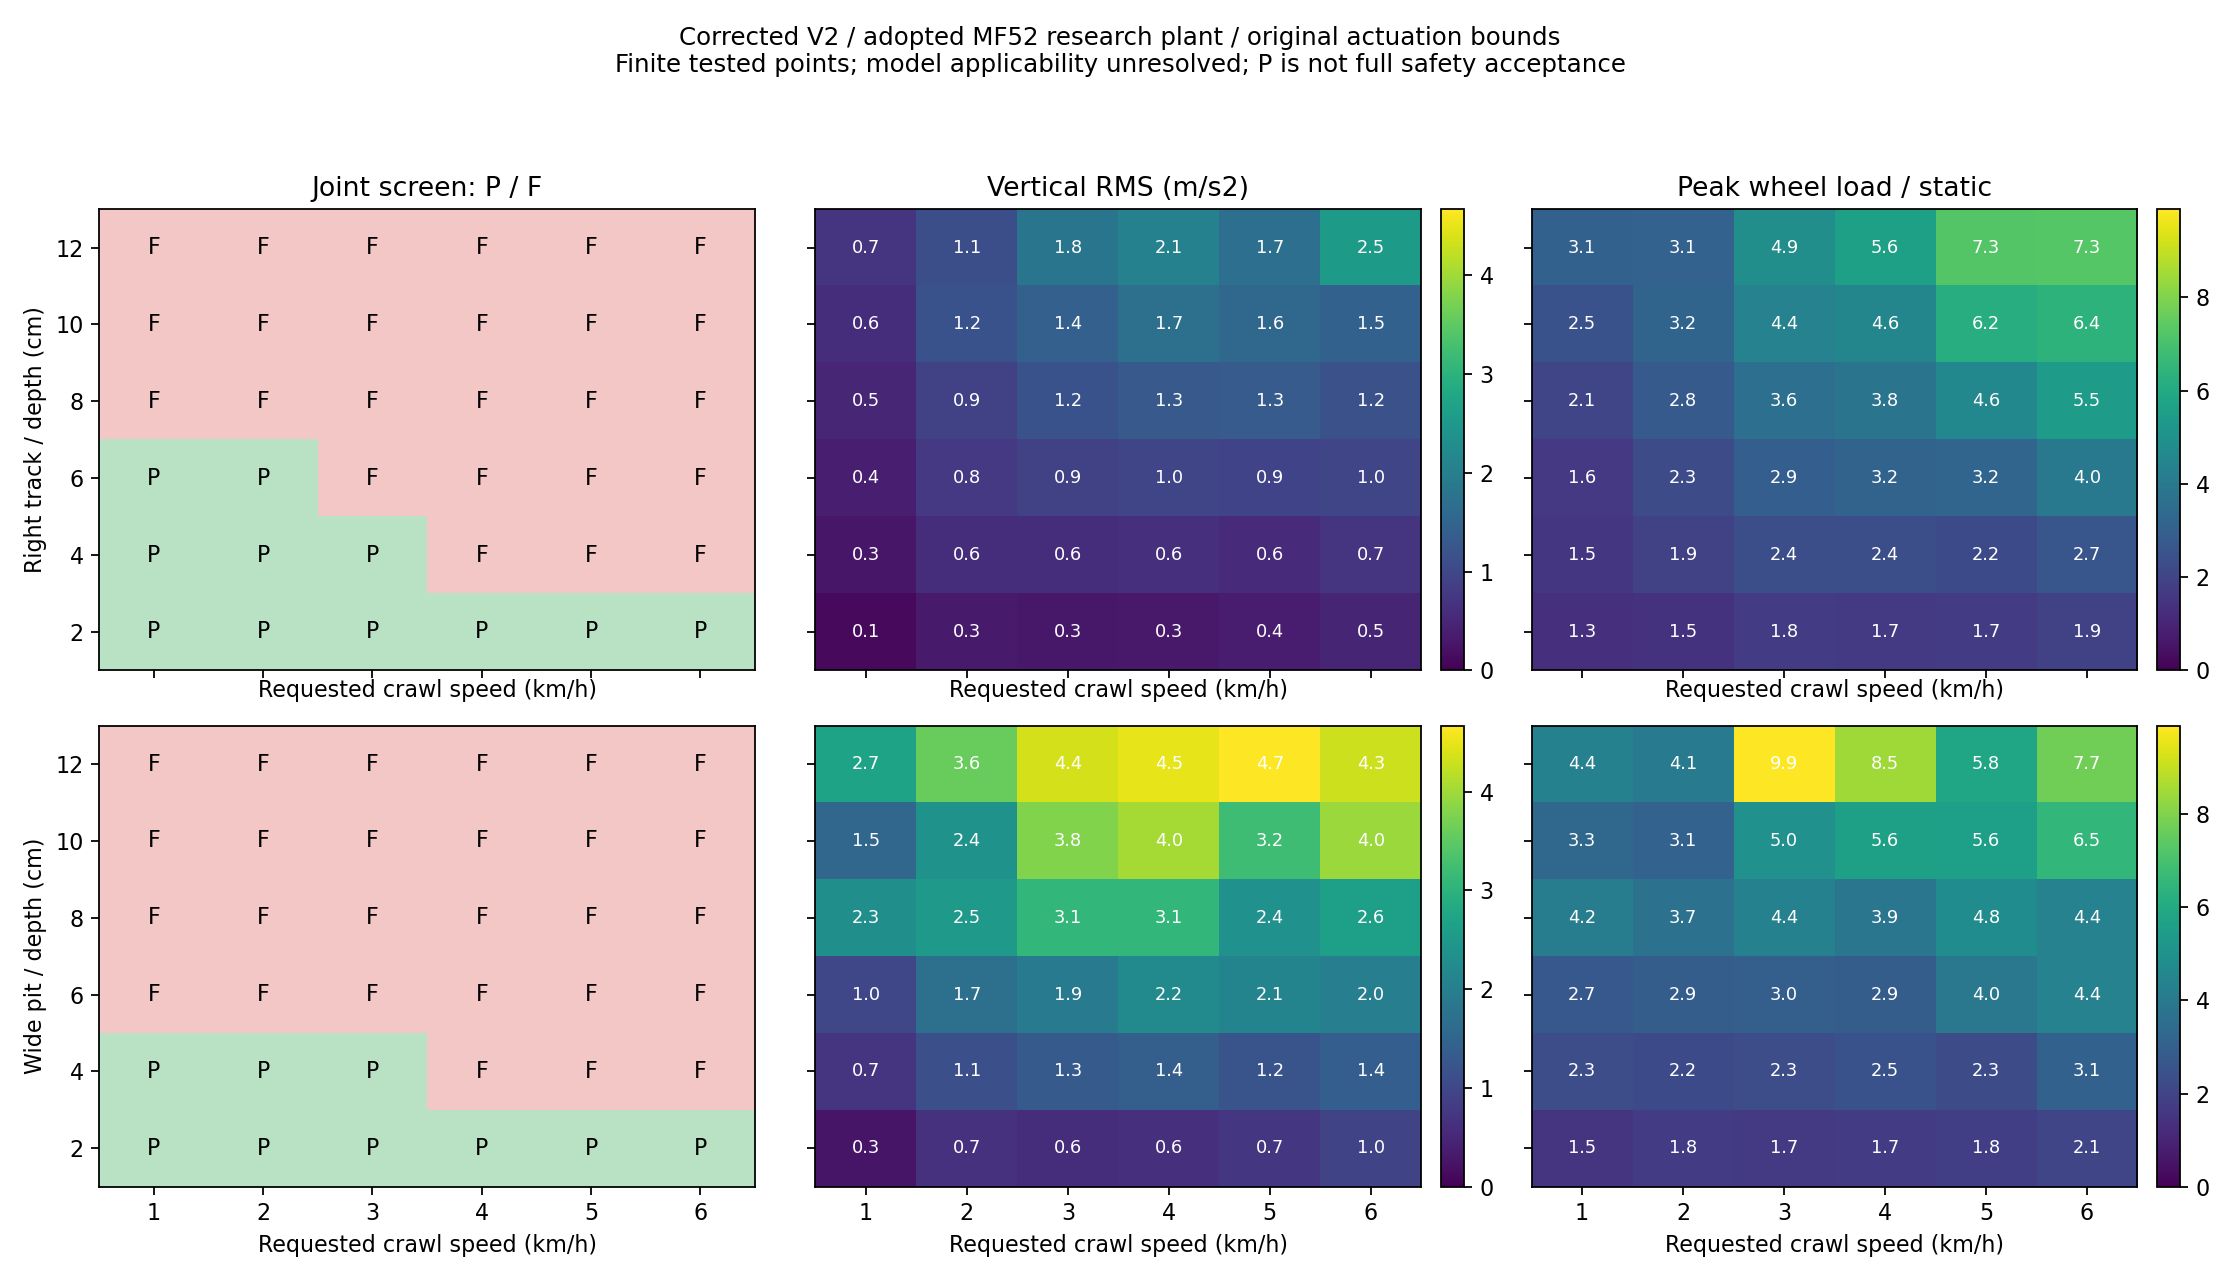 Corrected V2 / adopted MF52 research plant / original actuation bounds
Finite tested points; model applicability unresolved; P is not full safety acceptance
Joint screen: P / F
Vertical RMS (m/s2)
Peak wheel load / static
Right track / depth (cm)
12 F F F F F F
10 F F F F F F
8 F F F F F F
6 P P F F F F
4 P P P F F F
2 P P P P P P
Requested crawl speed (km/h)
0.7 1.1 1.8 2.1 1.7 2.5
0.6 1.2 1.4 1.7 1.6 1.5
0.5 0.9 1.2 1.3 1.3 1.2
0.4 0.8 0.9 1.0 0.9 1.0
0.3 0.6 0.6 0.6 0.6 0.7
0.1 0.3 0.3 0.3 0.4 0.5
Requested crawl speed (km/h)
4
3
2
1
0
3.1 3.1 4.9 5.6 7.3 7.3
2.5 3.2 4.4 4.6 6.2 6.4
2.1 2.8 3.6 3.8 4.6 5.5
1.6 2.3 2.9 3.2 3.2 4.0
1.5 1.9 2.4 2.4 2.2 2.7
1.3 1.5 1.8 1.7 1.7 1.9
Requested crawl speed (km/h)
8
6
4
2
0
Wide pit / depth (cm)
12 F F F F F F
10 F F F F F F
8 F F F F F F
6 F F F F F F
4 P P P F F F
2 P P P P P P
1 2 3 4 5 6
Requested crawl speed (km/h)
2.7 3.6 4.4 4.5 4.7 4.3
1.5 2.4 3.8 4.0 3.2 4.0
2.3 2.5 3.1 3.1 2.4 2.6
1.0 1.7 1.9 2.2 2.1 2.0
0.7 1.1 1.3 1.4 1.2 1.4
0.3 0.7 0.6 0.6 0.7 1.0
1 2 3 4 5 6
Requested crawl speed (km/h)
4
3
2
1
0
4.4 4.1 9.9 8.5 5.8 7.7
3.3 3.1 5.0 5.6 5.6 6.5
4.2 3.7 4.4 3.9 4.8 4.4
2.7 2.9 3.0 2.9 4.0 4.4
2.3 2.2 2.3 2.5 2.3 3.1
1.5 1.8 1.7 1.7 1.8 2.1
1 2 3 4 5 6
Requested crawl speed (km/h)
8
6
4
2
0